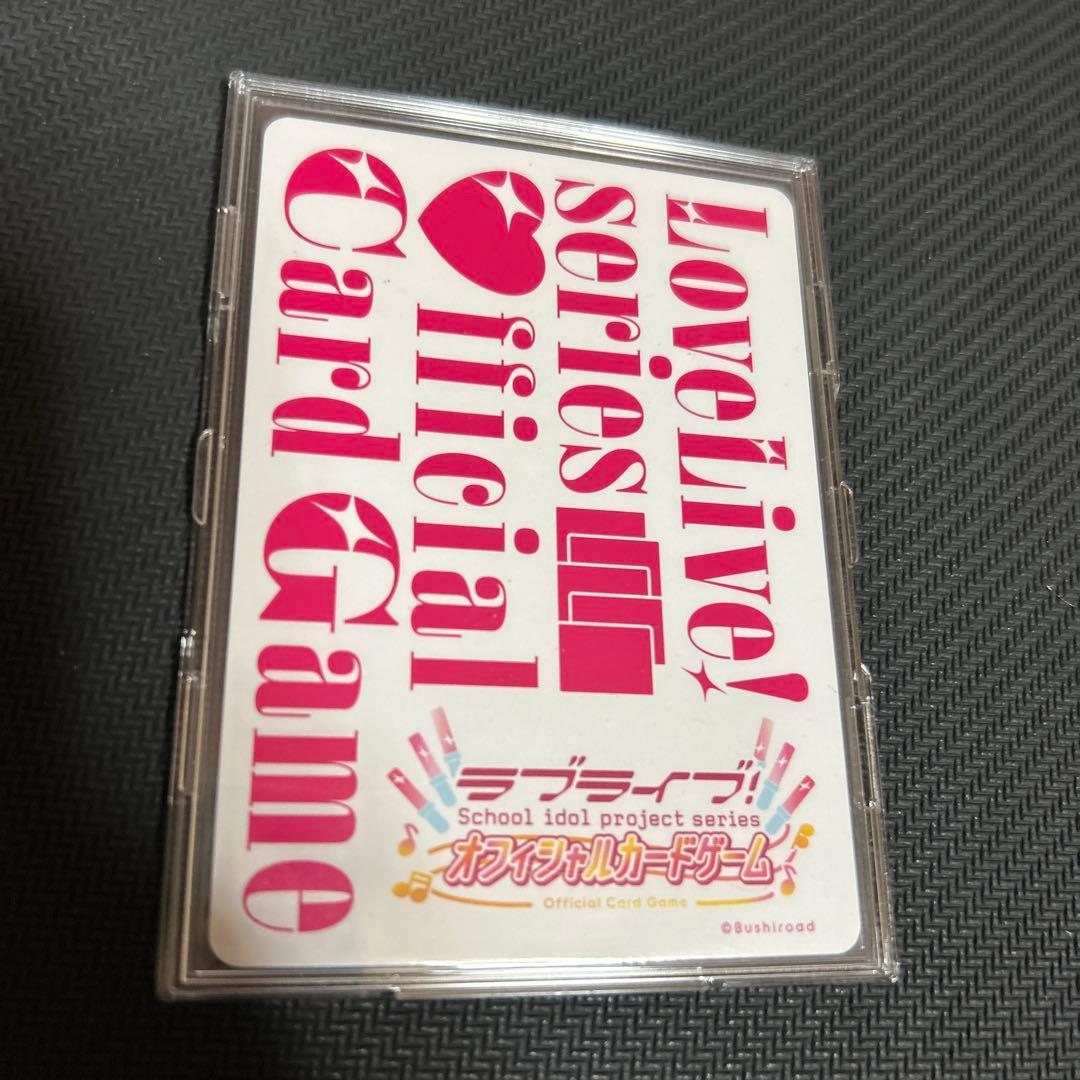 LoveLive!
series
♥fficial
Card Game
ラブライブ!
School idol project series
オフィシャルカードゲーム
Official Card Game
©Bushiroad